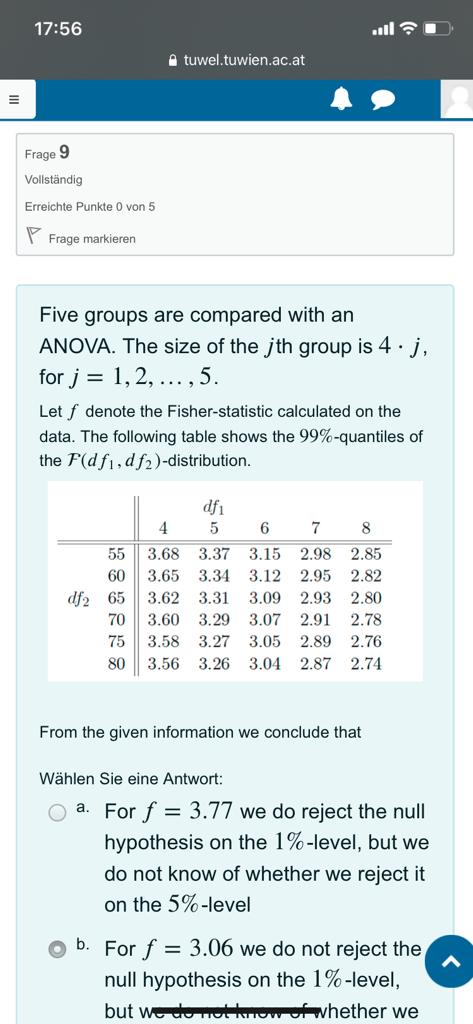 17:56
tuwel.tuwien.ac.at
Frage 9
Vollständig
Erreichte Punkte 0 von 5
Frage markieren
Five groups are compared with an
ANOVA. The size of the jth group is 4 · j,
for j = 1, 2, … , 5.
Let f denote the Fisher-statistic calculated on the
data. The following table shows the 99%-quantiles of
the F(df₁, df₂)-distribution.
df₁
4 5 6 7 8
55 3.68 3.37 3.15 2.98 2.85
60 3.65 3.34 3.12 2.95 2.82
df₂ 65 3.62 3.31 3.09 2.93 2.80
70 3.60 3.29 3.07 2.91 2.78
75 3.58 3.27 3.05 2.89 2.76
80 3.56 3.26 3.04 2.87 2.74
From the given information we conclude that
Wählen Sie eine Antwort:
a. For f = 3.77 we do reject the null
hypothesis on the 1%-level, but we
do not know of whether we reject it
on the 5%-level
b. For f = 3.06 we do not reject the
null hypothesis on the 1%-level,
but we do not know of whether we